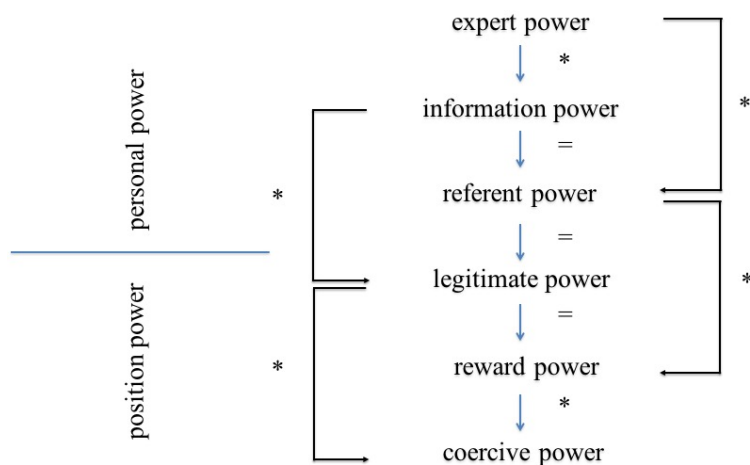 expert power
*
information power
=
referent power
=
legitimate power
=
reward power
*
coercive power
*
*
*
*
personal power
position power